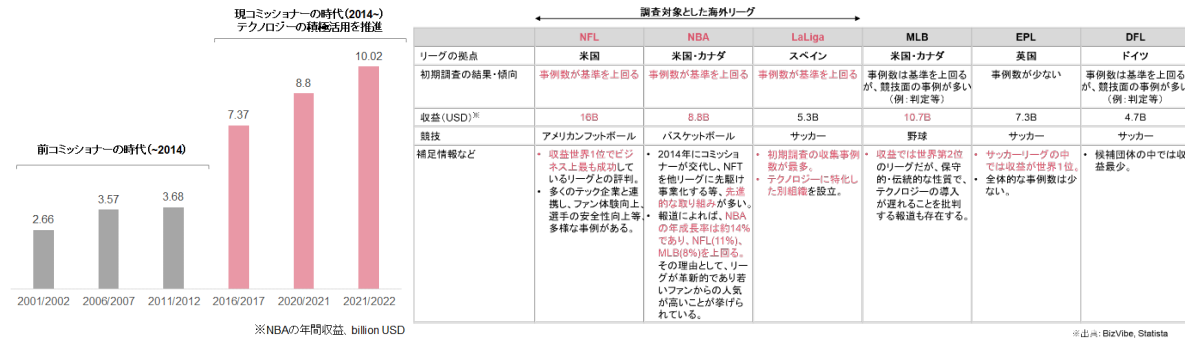 現コミッショナーの時代(2014~)
テクノロジーの積極活用を推進
10.02
8.8
7.37
前コミッショナーの時代(~2014)
3.57
3.68
2.66
2001/2002
2006/2007
2011/2012
2016/2017
2020/2021
2021/2022
※NBAの年間収益、billion USD
調査対象とした海外リーグ
NFL
NBA
LaLiga
MLB
EPL
DFL
リーグの拠点
米国
米国・カナダ
スペイン
米国・カナダ
英国
ドイツ
初期調査の結果・傾向
事例数が基準を上回る
事例数が基準を上回る
事例数が基準を上回る
事例数は基準を上回る
が、競技面の事例が多い
(例:判定等)
事例数が少ない
事例数は基準を上回る
が、競技面の事例が多い
(例:判定等)
収益(USD)※
16B
8.8B
5.3B
10.7B
7.3B
4.7B
競技
アメリカンフットボール
バスケットボール
サッカー
野球
サッカー
サッカー
補足情報など
• 収益世界1位でビジ
ネス上最も成功して
いるリーグとの評判。
• 多くのテック企業と連
携し、ファン体験向上、
選手の安全性向上等、
多様な事例がある。
• 2014年にコミッショ
ナーが交代し、NFT
を他リーグに先駆け
事業化する等、先進
的な取り組みが多い。
• 報道によれば、NBA
の年成長率は約14%
であり、NFL(11%)、
MLB(8%)を上回る。
その理由として、リー
グが革新的であり若
いファンからの人気
が高いことが挙げら
れている。
• 初期調査の収集事例
数が最多。
• テクノロジーに特化し
た別組織を設立。
• 収益では世界第2位
のリーグだが、保守
的・伝統的な性質で、
テクノロジーの導入
が遅れることを批判
する報道も存在する。
• サッカーリーグの中
では収益が世界1位。
• 全体的な事例数は少
ない。
• 候補団体の中では収
益最少。
※出典: BizVibe, Statista